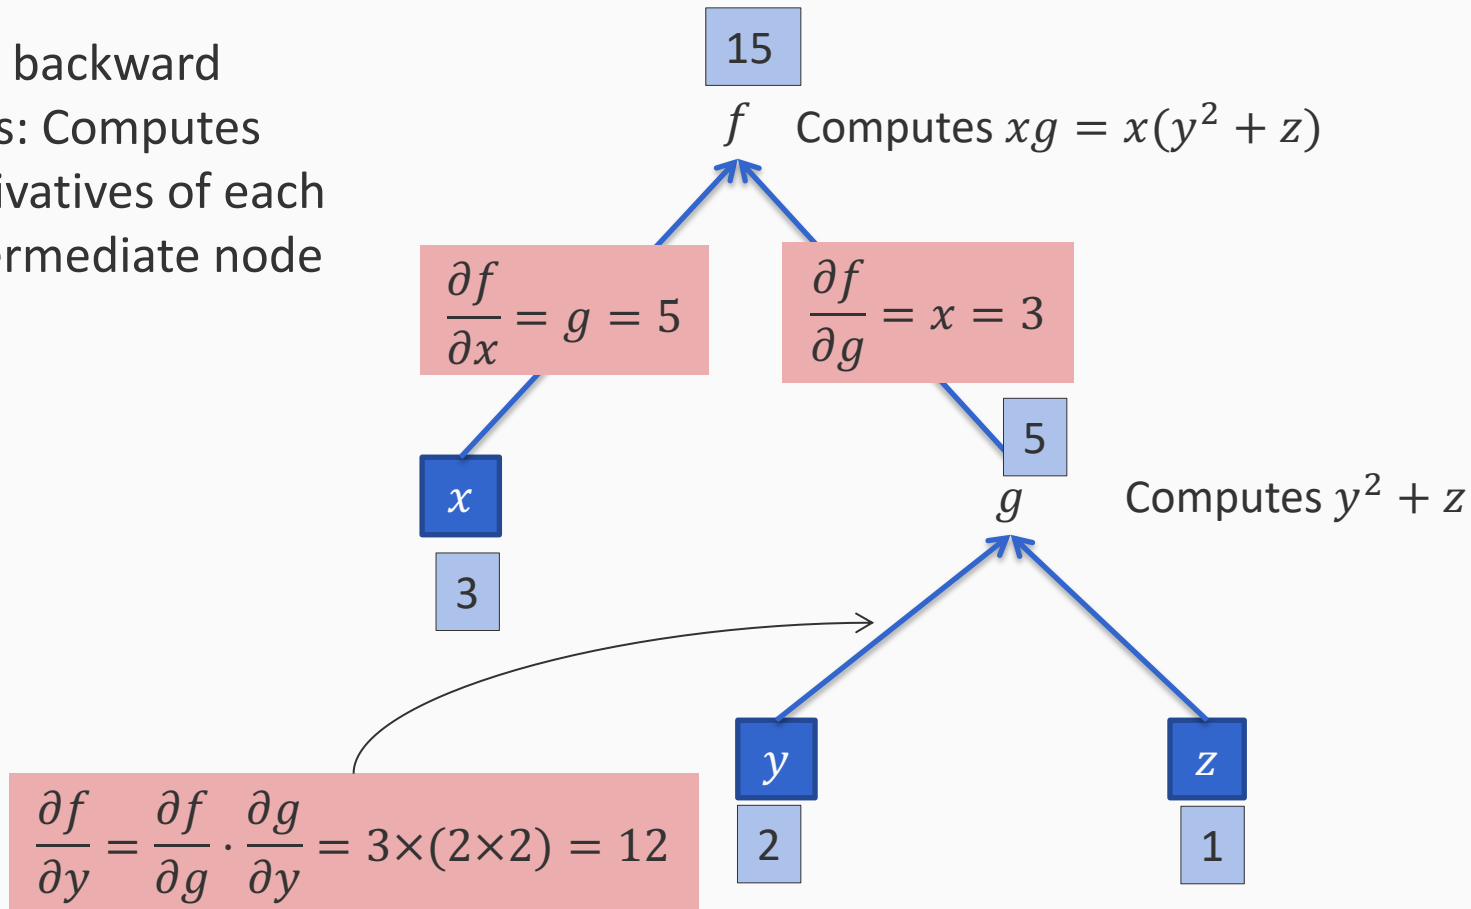 backward
s: Computes
ivatives of each
ermediate node
15
f Computes xg = x(y² + z)
∂f/∂x = g = 5
∂f/∂g = x = 3
x
3
5
g Computes y² + z
y
2
z
1
∂f/∂y = ∂f/∂g · ∂g/∂y = 3×(2×2) = 12